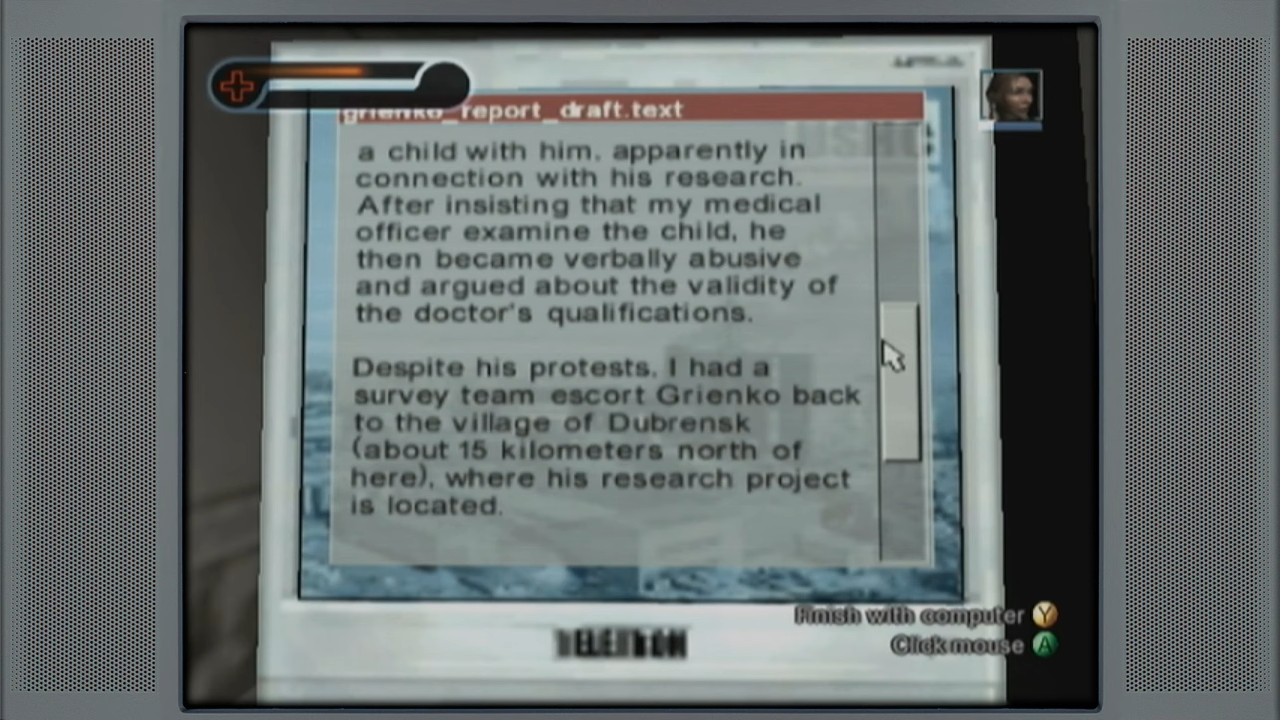 grienko_report_draft.text
a child with him, apparently in
connection with his research.
After insisting that my medical
officer examine the child, he
then became verbally abusive
and argued about the validity of
the doctor's qualifications.
Despite his protests, I had a
survey team escort Grienko back
to the village of Dubrensk
(about 15 kilometers north of
here), where his research project
is located.
Finish with computer Y
Click mouse A